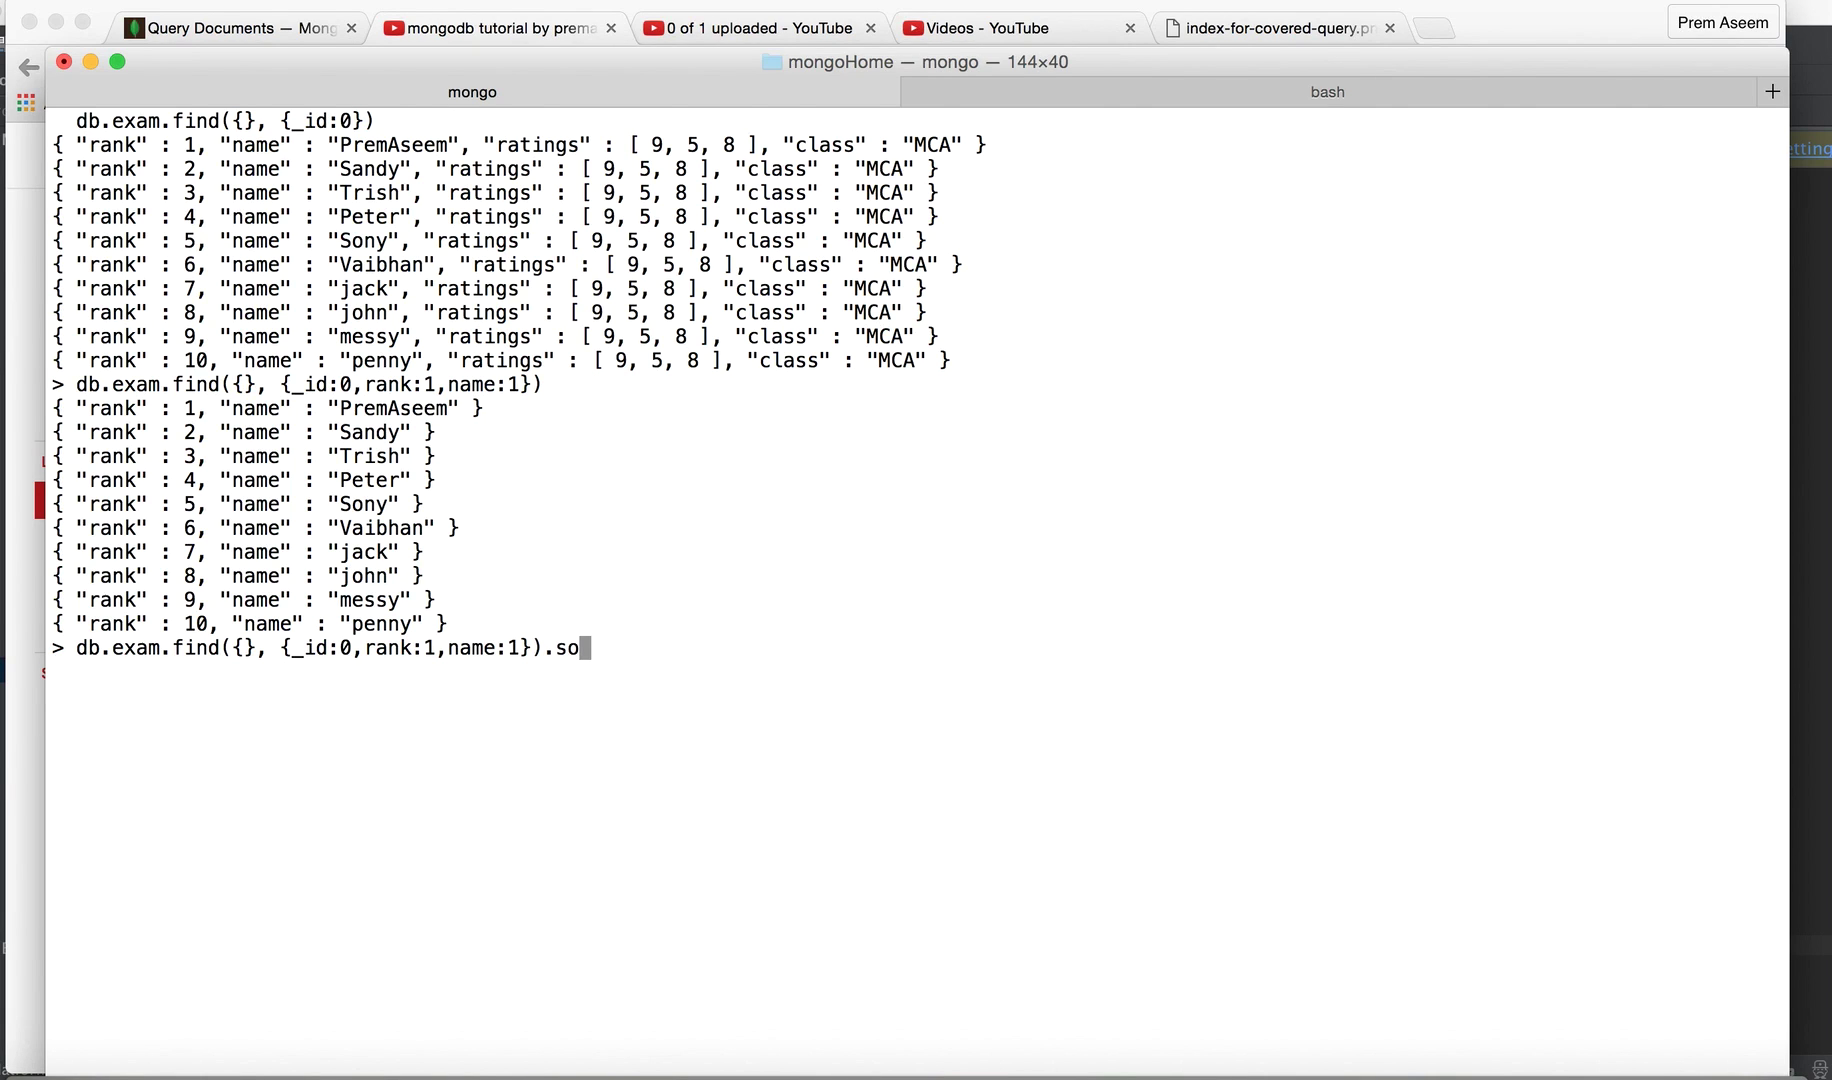 Query Documents — Mong
mongodb tutorial by prema
0 of 1 uploaded - YouTube
Videos - YouTube
index-for-covered-query.pn
Prem Aseem
mongoHome — mongo — 144×40
mongo
bash
+
etting
db.exam.find({}, {_id:0})
{ "rank" : 1, "name" : "PremAseem", "ratings" : [ 9, 5, 8 ], "class" : "MCA" }
{ "rank" : 2, "name" : "Sandy", "ratings" : [ 9, 5, 8 ], "class" : "MCA" }
{ "rank" : 3, "name" : "Trish", "ratings" : [ 9, 5, 8 ], "class" : "MCA" }
{ "rank" : 4, "name" : "Peter", "ratings" : [ 9, 5, 8 ], "class" : "MCA" }
{ "rank" : 5, "name" : "Sony", "ratings" : [ 9, 5, 8 ], "class" : "MCA" }
{ "rank" : 6, "name" : "Vaibhan", "ratings" : [ 9, 5, 8 ], "class" : "MCA" }
{ "rank" : 7, "name" : "jack", "ratings" : [ 9, 5, 8 ], "class" : "MCA" }
{ "rank" : 8, "name" : "john", "ratings" : [ 9, 5, 8 ], "class" : "MCA" }
{ "rank" : 9, "name" : "messy", "ratings" : [ 9, 5, 8 ], "class" : "MCA" }
{ "rank" : 10, "name" : "penny", "ratings" : [ 9, 5, 8 ], "class" : "MCA" }
> db.exam.find({}, {_id:0,rank:1,name:1})
{ "rank" : 1, "name" : "PremAseem" }
{ "rank" : 2, "name" : "Sandy" }
{ "rank" : 3, "name" : "Trish" }
{ "rank" : 4, "name" : "Peter" }
{ "rank" : 5, "name" : "Sony" }
{ "rank" : 6, "name" : "Vaibhan" }
{ "rank" : 7, "name" : "jack" }
{ "rank" : 8, "name" : "john" }
{ "rank" : 9, "name" : "messy" }
{ "rank" : 10, "name" : "penny" }
> db.exam.find({}, {_id:0,rank:1,name:1}).so